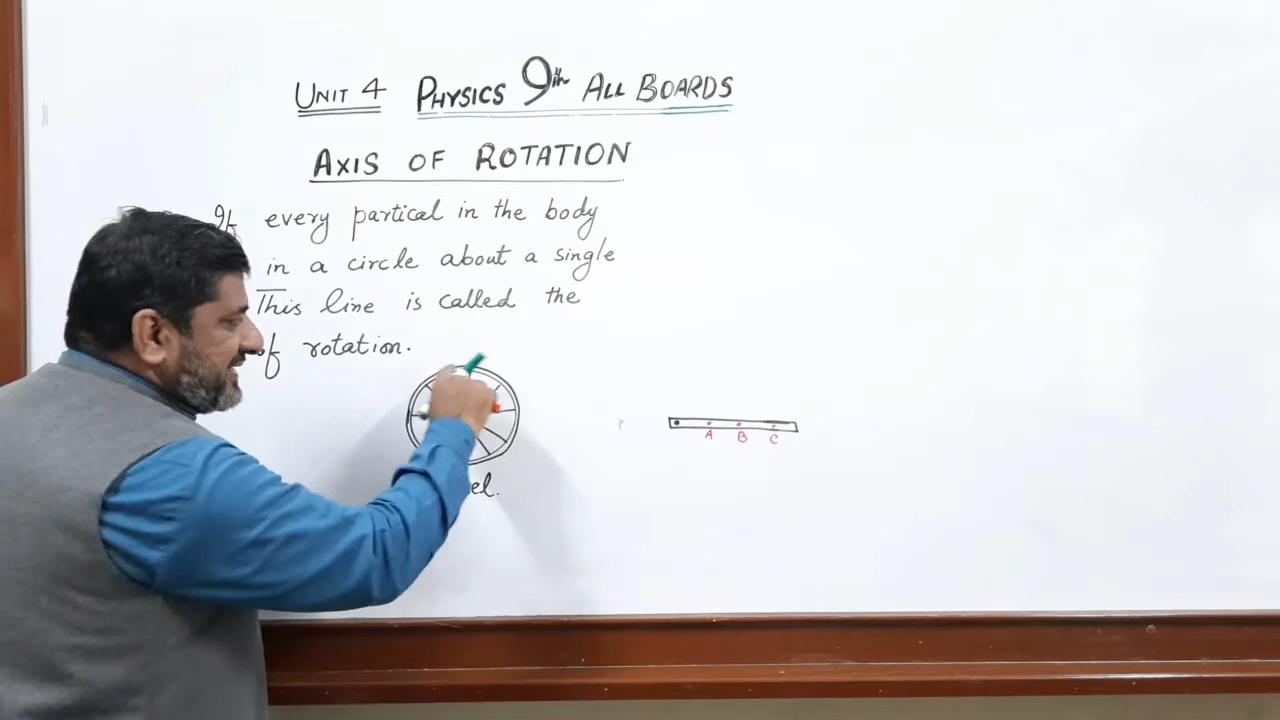 UNIT 4 PHYSICS 9th ALL BOARDS
AXIS OF ROTATION
If every partical in the body
in a circle about a single
This line is called the
of rotation.
A B C